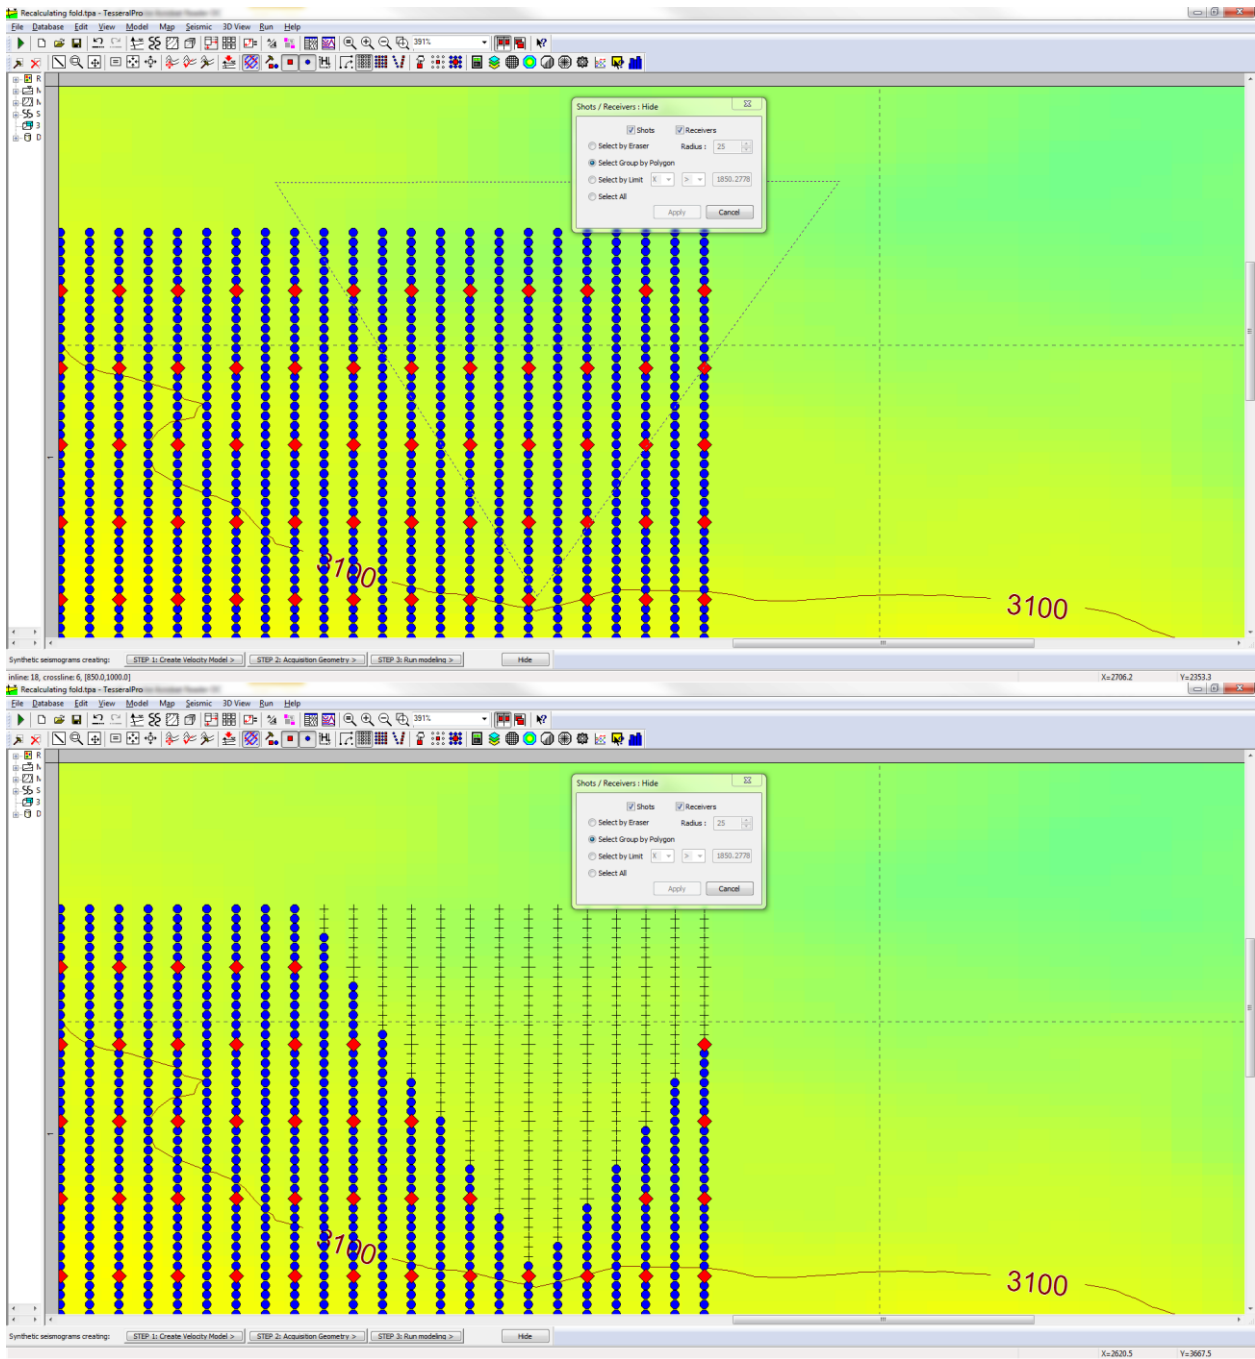 Recalculating fold.tpa - TesseralPro
File Database Edit View Model Map Seismic 3D View Run Help
391%
R
S
3
D
Shots / Receivers : Hide
Shots Receivers
Select by Eraser Radius : 25
Select Group by Polygon
Select by Limit X > 1850.2778
Select All
Apply Cancel
1
3100
3100
Synthetic seismograms creating: STEP 1: Create Velocity Model > STEP 2: Acquisition Geometry > STEP 3: Run modeling > Hide
inline: 18, crossline: 6, [850.0,1000.0] X=2706.2 Y=2353.3
Recalculating fold.tpa - TesseralPro
File Database Edit View Model Map Seismic 3D View Run Help
391%
R
S
3
D
Shots / Receivers : Hide
Shots Receivers
Select by Eraser Radius : 25
Select Group by Polygon
Select by Limit X > 1850.2778
Select All
Apply Cancel
1
3100
3100
Synthetic seismograms creating: STEP 1: Create Velocity Model > STEP 2: Acquisition Geometry > STEP 3: Run modeling > Hide
X=2620.5 Y=3667.5